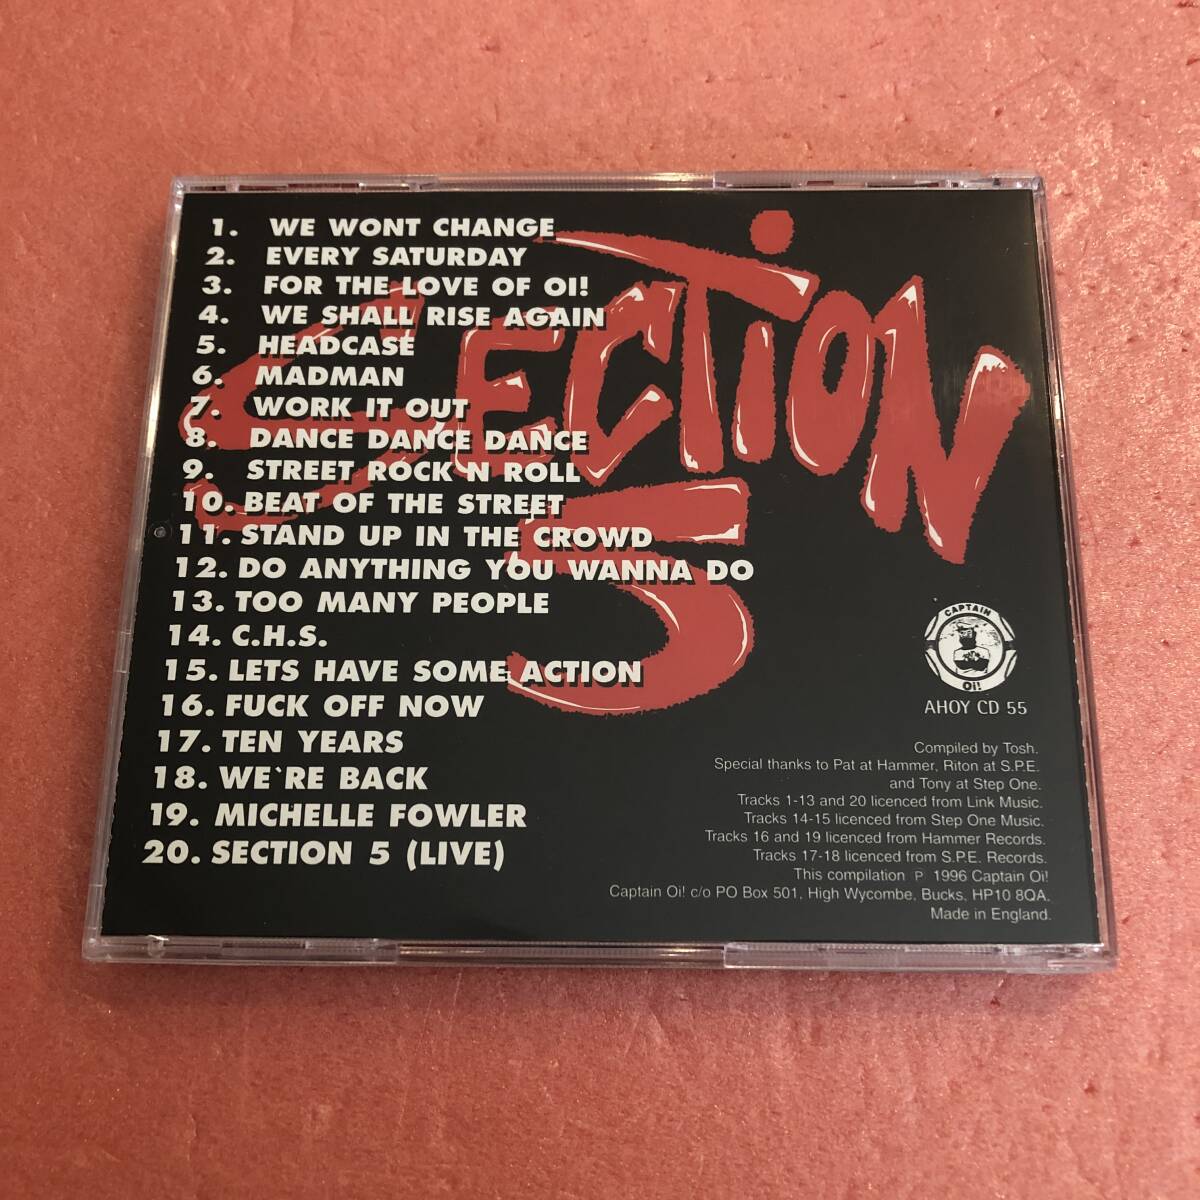 SECTION
5
1. WE WONT CHANGE
2. EVERY SATURDAY
3. FOR THE LOVE OF OI!
4. WE SHALL RISE AGAIN
5. HEADCASE
6. MADMAN
7. WORK IT OUT
8. DANCE DANCE DANCE
9. STREET ROCK N ROLL
10. BEAT OF THE STREET
11. STAND UP IN THE CROWD
12. DO ANYTHING YOU WANNA DO
13. TOO MANY PEOPLE
14. C.H.S.
15. LETS HAVE SOME ACTION
16. FUCK OFF NOW
17. TEN YEARS
18. WE`RE BACK
19. MICHELLE FOWLER
20. SECTION 5 (LIVE)
CAPTAIN
OI!
AHOY CD 55
Compiled by Tosh.
Special thanks to Pat at Hammer, Riton at S.P.E.
and Tony at Step One.
Tracks 1-13 and 20 licenced from Link Music.
Tracks 14-15 licenced from Step One Music.
Tracks 16 and 19 licenced from Hammer Records.
Tracks 17-18 licenced from S.P.E. Records.
This compilation P 1996 Captain Oi!
Captain Oi! c/o PO Box 501, High Wycombe, Bucks, HP10 8QA.
Made in England.